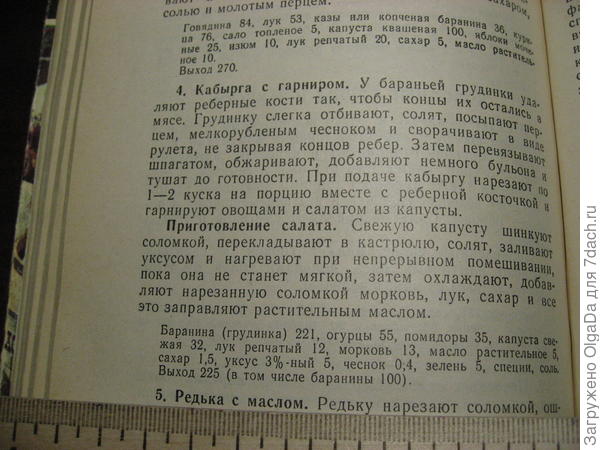 солью и молотым перцем.
Говядина 84, лук 53, казы или копченая баранина 36, кури-
ца 76, сало топленое 5, капуста квашеная 100, яблоки моче-
ные 25, изюм 10, лук репчатый 20, сахар 5, масло раститель-
ное 10.
Выход 270.
4. Кабырга с гарниром. У бараньей грудинки уда-
ляют реберные кости так, чтобы концы их остались в
мясе. Грудинку слегка отбивают, солят, посыпают пер-
цем, мелкорубленым чесноком и сворачивают в виде
рулета, не закрывая концов ребер. Затем перевязывают
шпагатом, обжаривают, добавляют немного бульона и
тушат до готовности. При подаче кабыргу нарезают по
1—2 куска на порцию вместе с реберной косточкой и
гарнируют овощами и салатом из капусты.
Приготовление салата. Свежую капусту шинкуют
соломкой, перекладывают в кастрюлю, солят, заливают
уксусом и нагревают при непрерывном помешивании,
пока она не станет мягкой, затем охлаждают, добав-
ляют нарезанную соломкой морковь, лук, сахар и все
это заправляют растительным маслом.
Баранина (грудинка) 221, огурцы 55, помидоры 35, капуста све-
жая 32, лук репчатый 12, морковь 13, масло растительное 5,
сахар 1,5, уксус 3%-ный 5, чеснок 0,4, зелень 5, специи, соль.
Выход 225 (в том числе баранины 100).
5. Редька с маслом. Редьку нарезают соломкой, ош-
Загружено OlgaDa для 7dach.ru